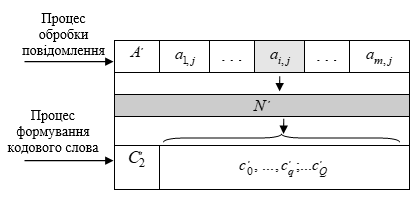 Процес
обробки
повідомлення
A′ a1,j . . . ai,j . . . am,j
N′
Процес
формування
кодового слова
C′2 c′0, ...,c′q;...c′Q